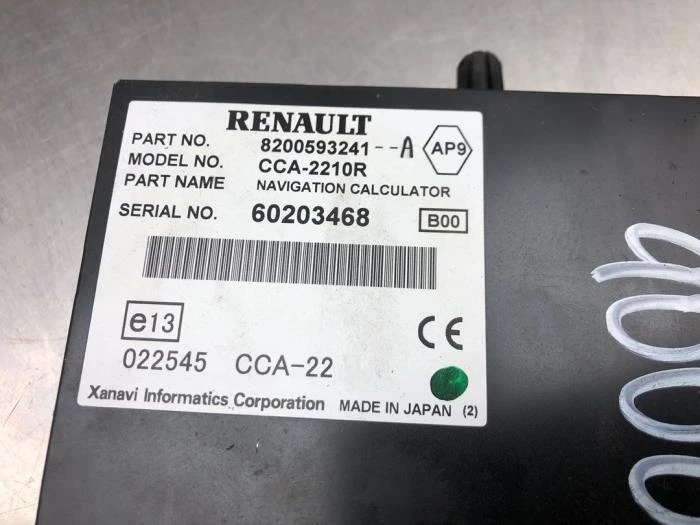 RENAULT
PART NO. 8200593241--A AP9
MODEL NO. CCA-2210R
PART NAME NAVIGATION CALCULATOR
SERIAL NO. 60203468 B00
e13 CE
022545 CCA-22
Xanavi Informatics Corporation MADE IN JAPAN (2)